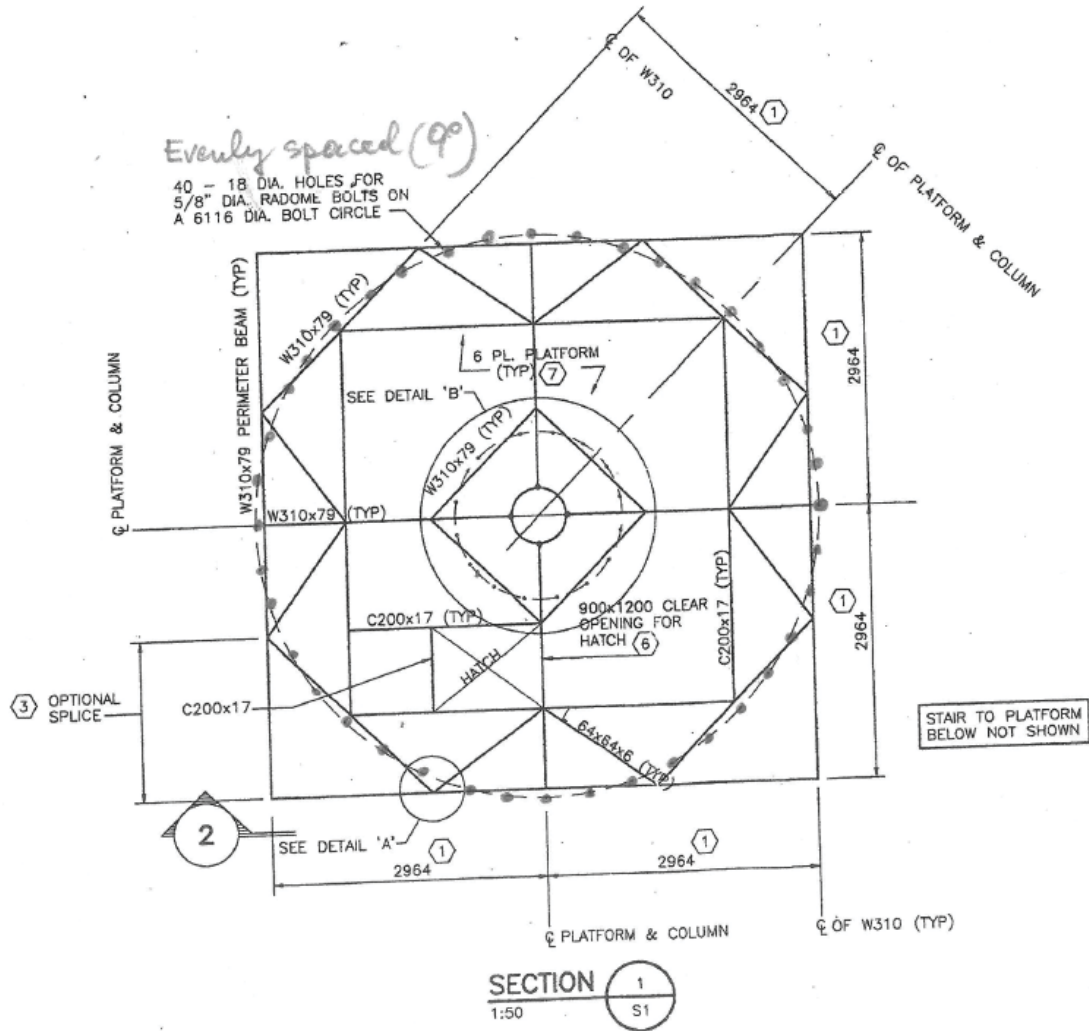 ℄ OF W310
2964 1
℄ OF PLATFORM & COLUMN
Evenly spaced (9°)
40 - 18 DIA. HOLES FOR
5/8" DIA. RADOME BOLTS ON
A 6116 DIA. BOLT CIRCLE
W310x79 PERIMETER BEAM (TYP)
W310x79 (TYP)
6 PL. PLATFORM
(TYP) 7
SEE DETAIL 'B'
1
2964
℄ PLATFORM & COLUMN
W310x79 (TYP)
W310x79 (TYP)
C200x17 (TYP)
900x1200 CLEAR
OPENING FOR
HATCH 6
C200x17 (TYP)
1
2964
HATCH
3 OPTIONAL
SPLICE
C200x17
64x64x6 (TYP)
STAIR TO PLATFORM
BELOW NOT SHOWN
2
SEE DETAIL 'A'
1
2964
1
2964
℄ PLATFORM & COLUMN
℄ OF W310 (TYP)
SECTION
1:50
1
S1